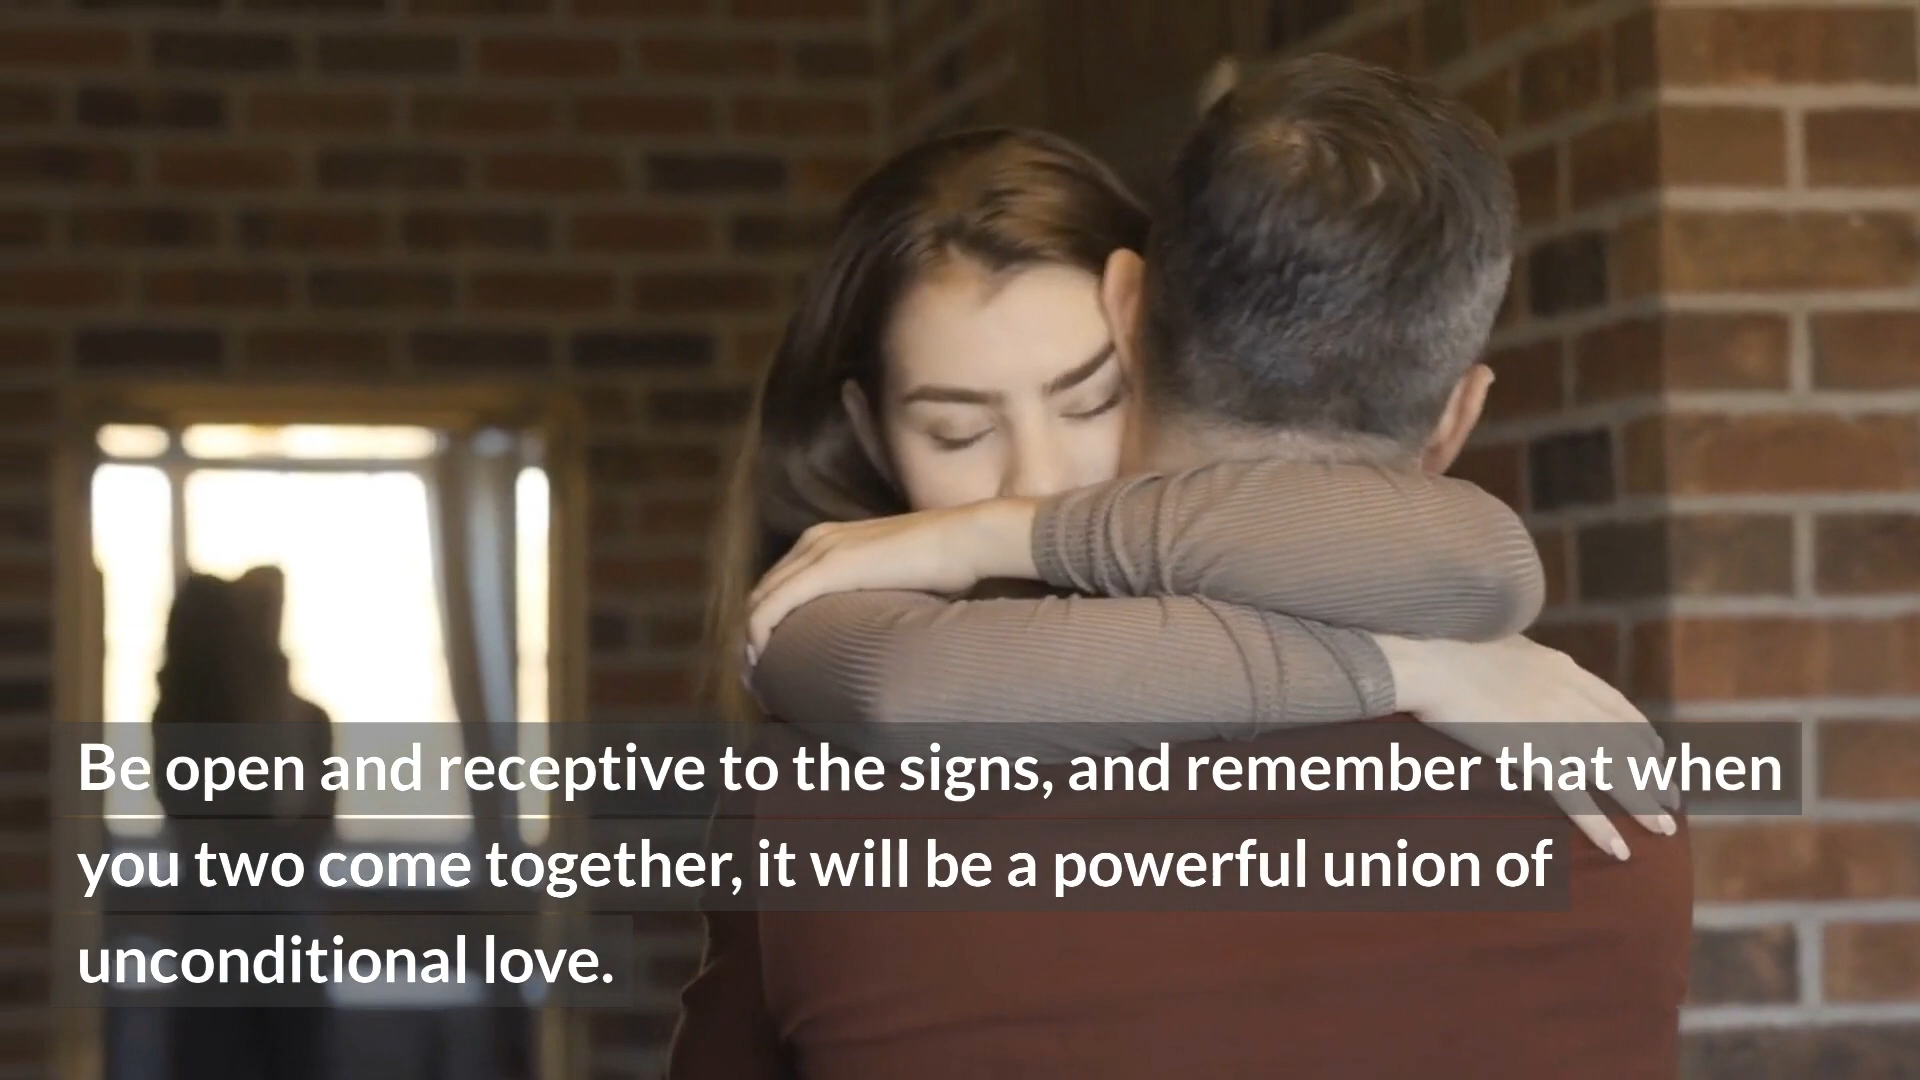 Be open and receptive to the signs, and remember that when
you two come together, it will be a powerful union of
unconditional love.